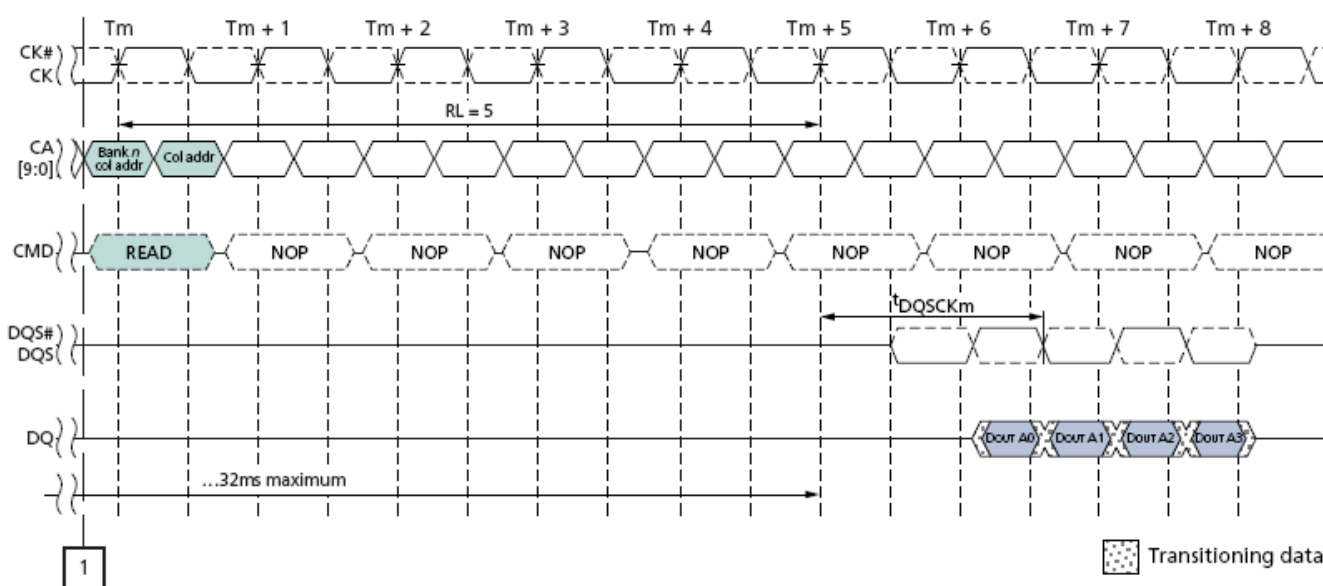 Tm Tm + 1 Tm + 2 Tm + 3 Tm + 4 Tm + 5 Tm + 6 Tm + 7 Tm + 8
CK#
CK
RL = 5
CA
[9:0]
Bank n
col addr
Col addr
CMD READ NOP NOP NOP NOP NOP NOP NOP NOP
tDQSCKm
DQS#
DQS
DQ DOUT A0 DOUT A1 DOUT A2 DOUT A3
...32ms maximum
1
Transitioning data